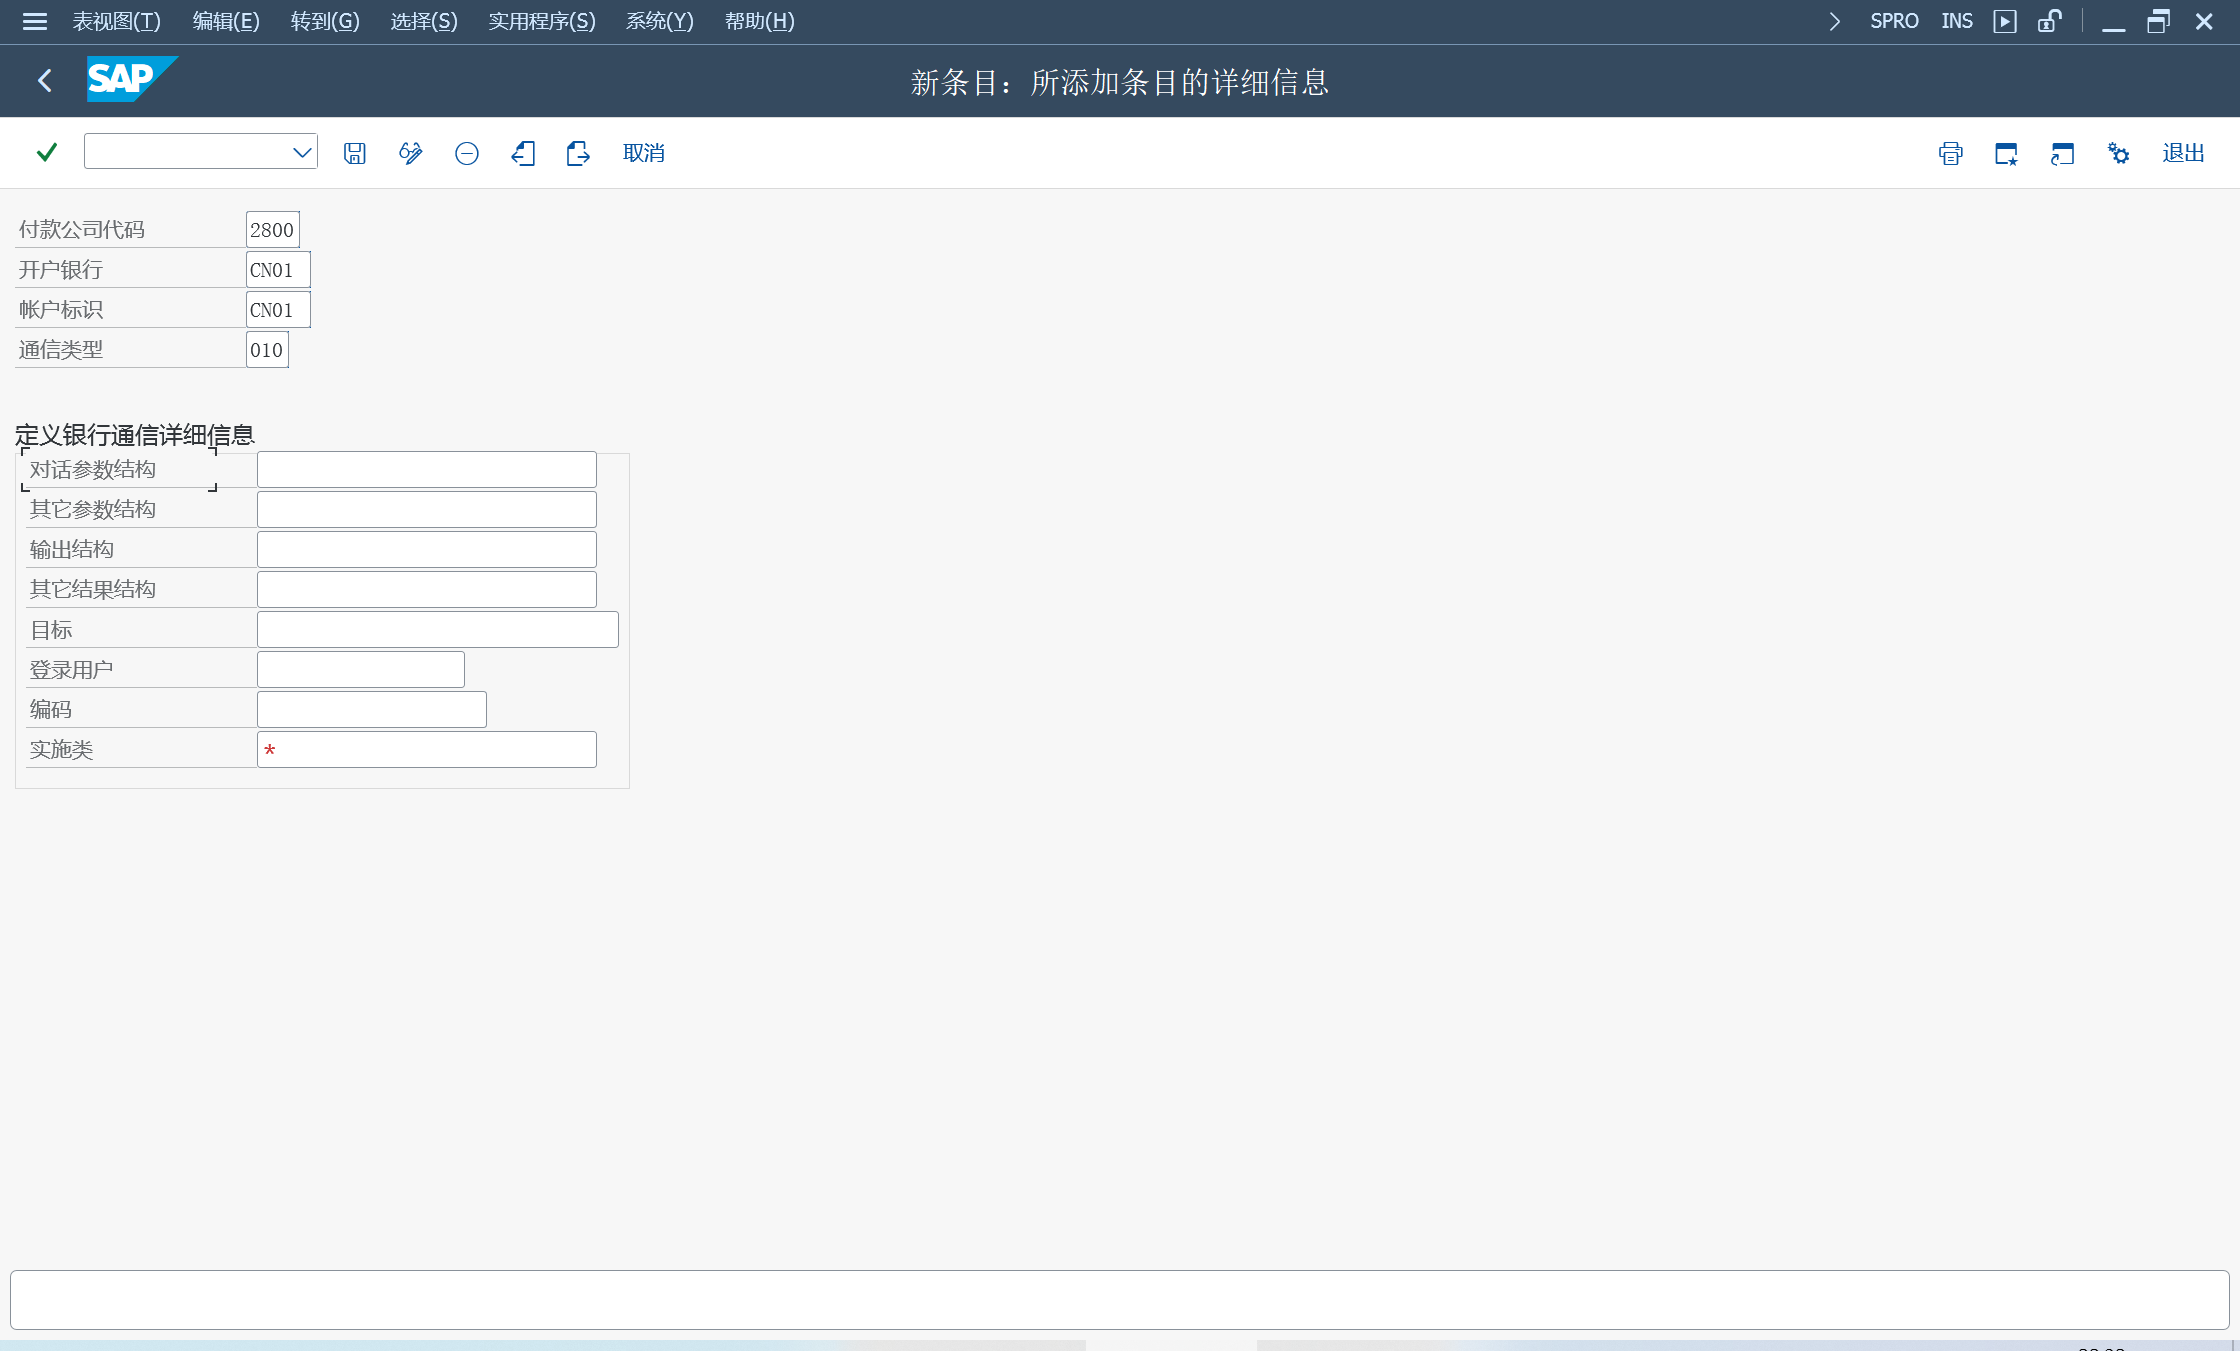 表视图(T) 编辑(E) 转到(G) 选择(S) 实用程序(S) 系统(Y) 帮助(H) SPRO INS
SAP 新条目：所添加条目的详细信息
取消 退出
付款公司代码 2800
开户银行 CN01
帐户标识 CN01
通信类型 010
定义银行通信详细信息
对话参数结构
其它参数结构
输出结构
其它结果结构
目标
登录用户
编码
实施类 *